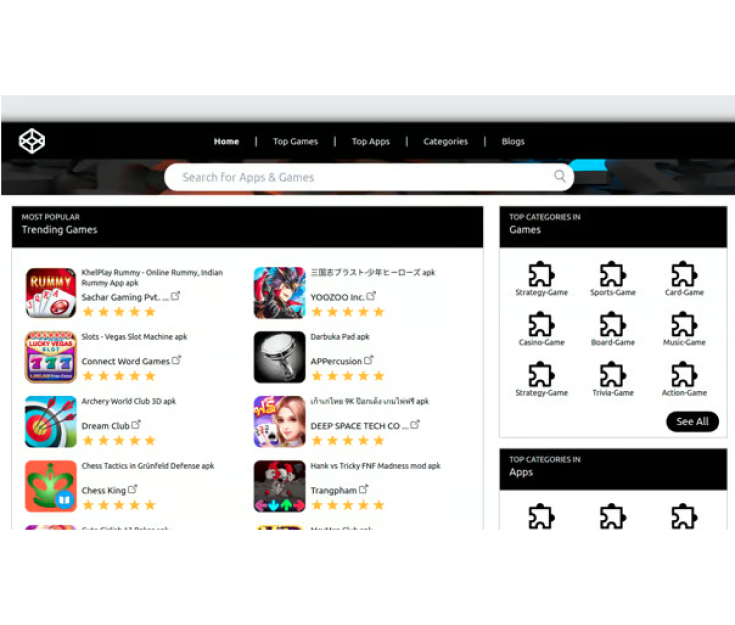 Home | Top Games | Top Apps | Categories | Blogs
Search for Apps & Games
MOST POPULAR
Trending Games
KhelPlay Rummy - Online Rummy, Indian
Rummy App apk
Sachar Gaming Pvt. ...
三国志ブラスト-少年ヒーローズ apk
YOOZOO Inc.
RUMMY
Slots - Vegas Slot Machine apk
Connect Word Games
Darbuka Pad apk
APPercusion
LUCKY VEGAS
SLOT
777
Archery World Club 3D apk
Dream Club
เก้าเกไทย 9K ป๊อกเด้ง เกมไพ่ฟรี apk
DEEP SPACE TECH CO ...
ฟรี
Chess Tactics in Grünfeld Defense apk
Chess King
Hank vs Tricky FNF Madness mod apk
Trangpham
TOP CATEGORIES IN
Games
Strategy-Game
Sports-Game
Card-Game
Casino-Game
Board-Game
Music-Game
Strategy-Game
Trivia-Game
Action-Game
See All
TOP CATEGORIES IN
Apps